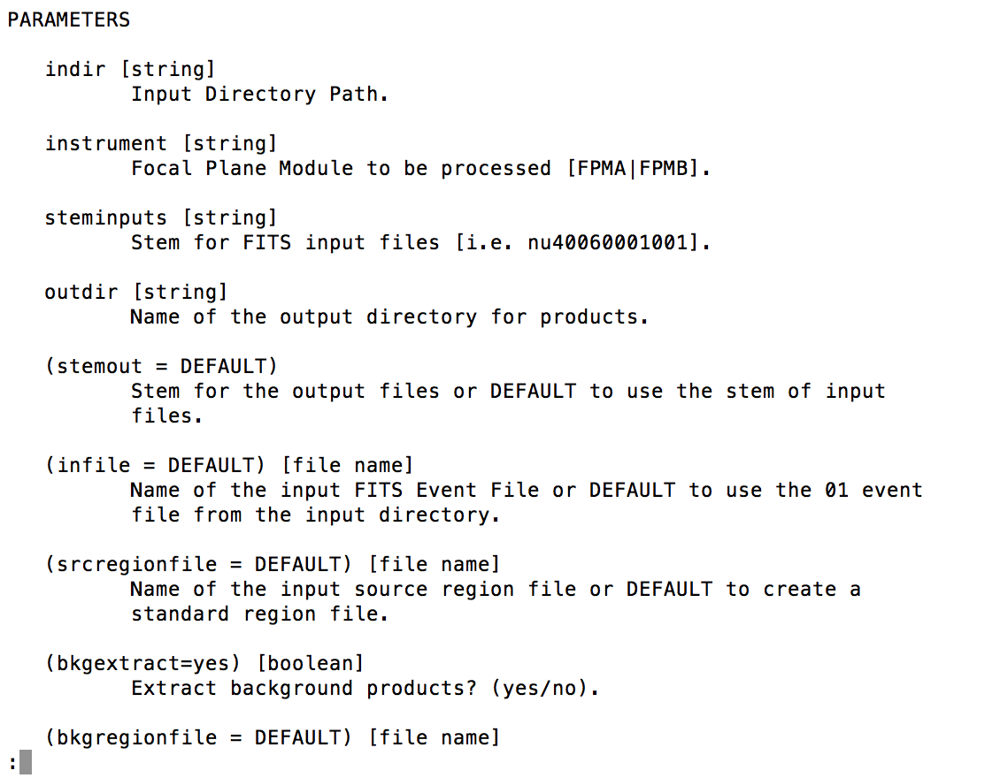 PARAMETERS
indir [string]
Input Directory Path.
instrument [string]
Focal Plane Module to be processed [FPMA|FPMB].
steminputs [string]
Stem for FITS input files [i.e. nu40060001001].
outdir [string]
Name of the output directory for products.
(stemout = DEFAULT)
Stem for the output files or DEFAULT to use the stem of input
files.
(infile = DEFAULT) [file name]
Name of the input FITS Event File or DEFAULT to use the 01 event
file from the input directory.
(srcregionfile = DEFAULT) [file name]
Name of the input source region file or DEFAULT to create a
standard region file.
(bkgextract=yes) [boolean]
Extract background products? (yes/no).
(bkgregionfile = DEFAULT) [file name]
: